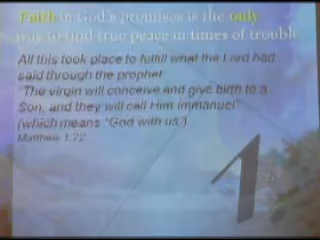 Faith in God's promises is the only
way to find true peace in times of trouble
All this took place to fulfill what the Lord had
said through the prophet:
"The virgin will conceive and give birth to a
Son, and they will call Him Immanuel"
(which means "God with us")
Matthew 1:22
1